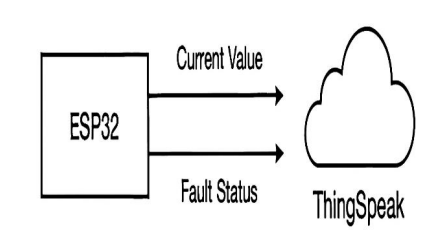 Current Value
ESP32
Fault Status
ThingSpeak